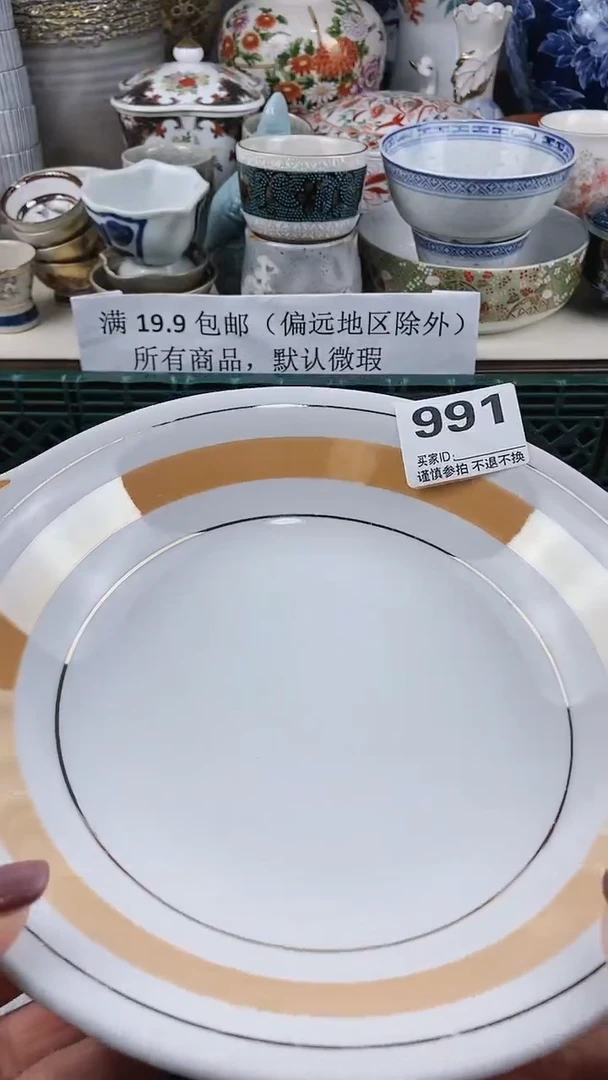 满 19.9 包邮（偏远地区除外）
所有商品，默认微瑕
991
买家ID:
谨慎参拍 不退不换